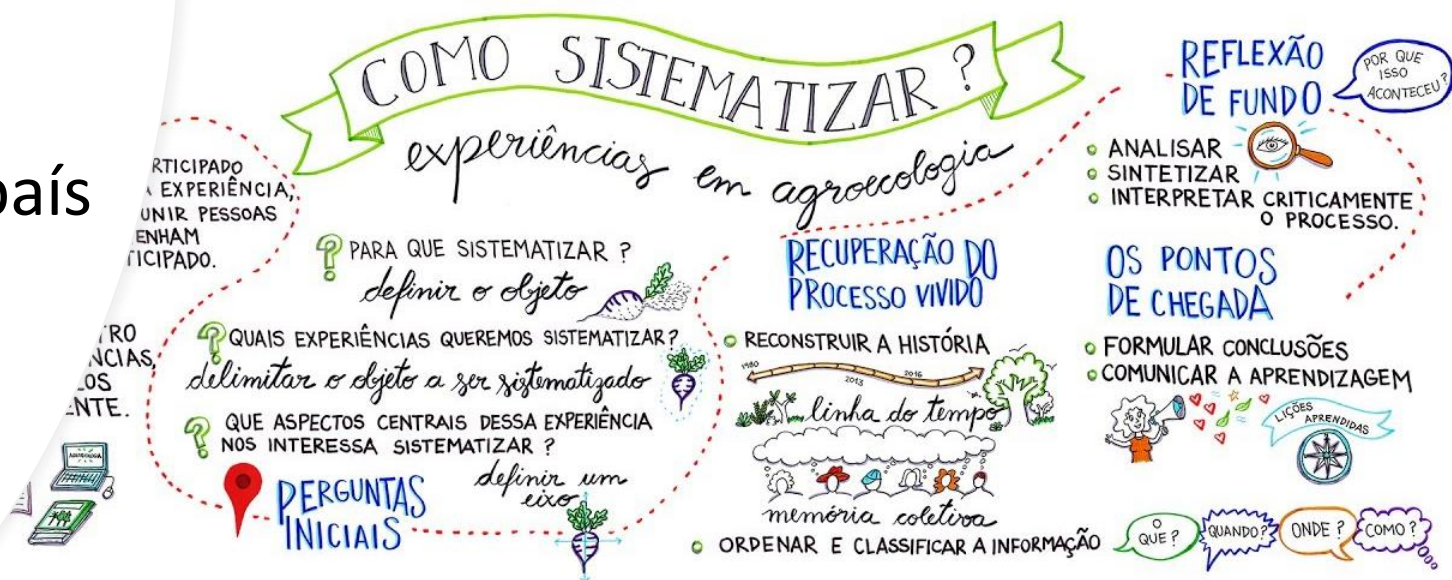 país
COMO SISTEMATIZAR?
experiências em agroecologia
EXPERIÊNCIA,
PESSOAS
? PARA QUE SISTEMATIZAR ?
definir o objeto
? QUAIS EXPERIÊNCIAS QUEREMOS SISTEMATIZAR?
delimitar o objeto a ser sistematizado
? QUE ASPECTOS CENTRAIS DESSA EXPERIÊNCIA
NOS INTERESSA SISTEMATIZAR ?
definir um
eixo
PERGUNTAS
INICIAIS
RECUPERAÇÃO DO
PROCESSO VIVIDO
RECONSTRUIR A HISTÓRIA
1980
2013
2016
linha do tempo
memória coletiva
ORDENAR E CLASSIFICAR A INFORMAÇÃO
REFLEXÃO
DE FUNDO
POR QUE
ISSO
ACONTECEU?
ANALISAR
SINTETIZAR
INTERPRETAR CRITICAMENTE
O PROCESSO.
OS PONTOS
DE CHEGADA
FORMULAR CONCLUSÕES
COMUNICAR A APRENDIZAGEM
LIÇÕES
APRENDIDAS
O
QUE?
QUANDO?
ONDE ?
COMO ?